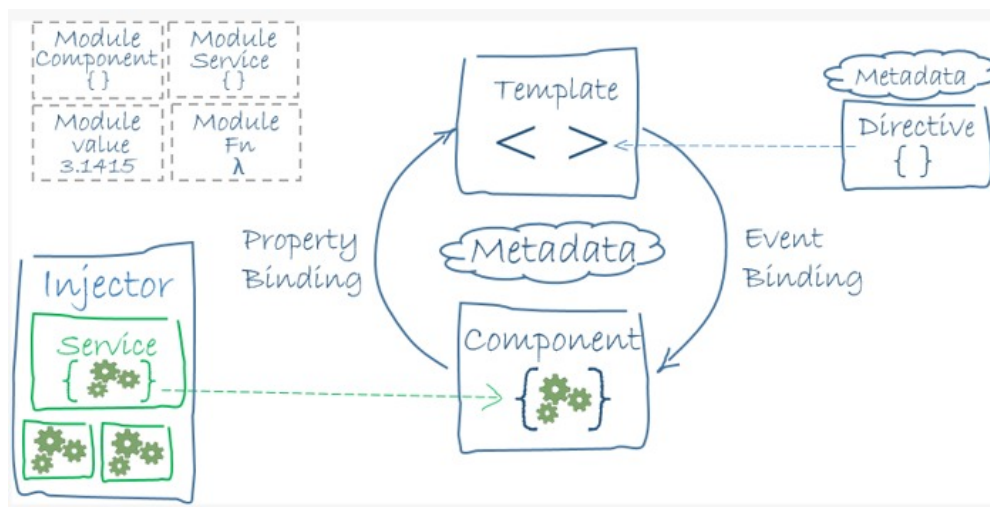 Module
Component
{ }
Module
Service
{ }
Module
value
3.1415
Module
Fn
λ
Template
< >
Metadata
Directive
{ }
Property
Binding
Metadata
Event
Binding
Injector
Service
{ }
Component
{ }